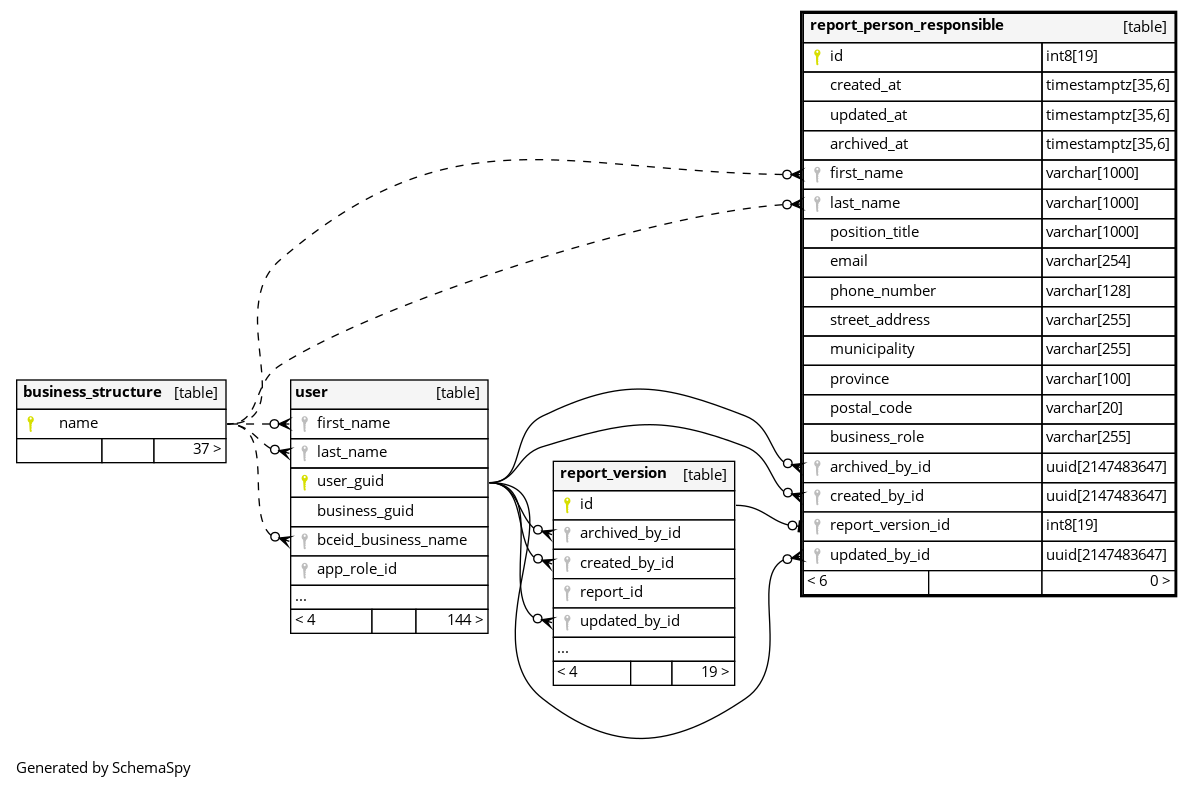 report_person_responsible [table]
id int8[19]
created_at timestamptz[35,6]
updated_at timestamptz[35,6]
archived_at timestamptz[35,6]
first_name varchar[1000]
last_name varchar[1000]
position_title varchar[1000]
email varchar[254]
phone_number varchar[128]
street_address varchar[255]
municipality varchar[255]
province varchar[100]
postal_code varchar[20]
business_role varchar[255]
archived_by_id uuid[2147483647]
created_by_id uuid[2147483647]
report_version_id int8[19]
updated_by_id uuid[2147483647]
< 6 0 >
business_structure [table]
name
37 >
user [table]
first_name
last_name
user_guid
business_guid
bceid_business_name
app_role_id
...
< 4 144 >
report_version [table]
id
archived_by_id
created_by_id
report_id
updated_by_id
...
< 4 19 >
Generated by SchemaSpy